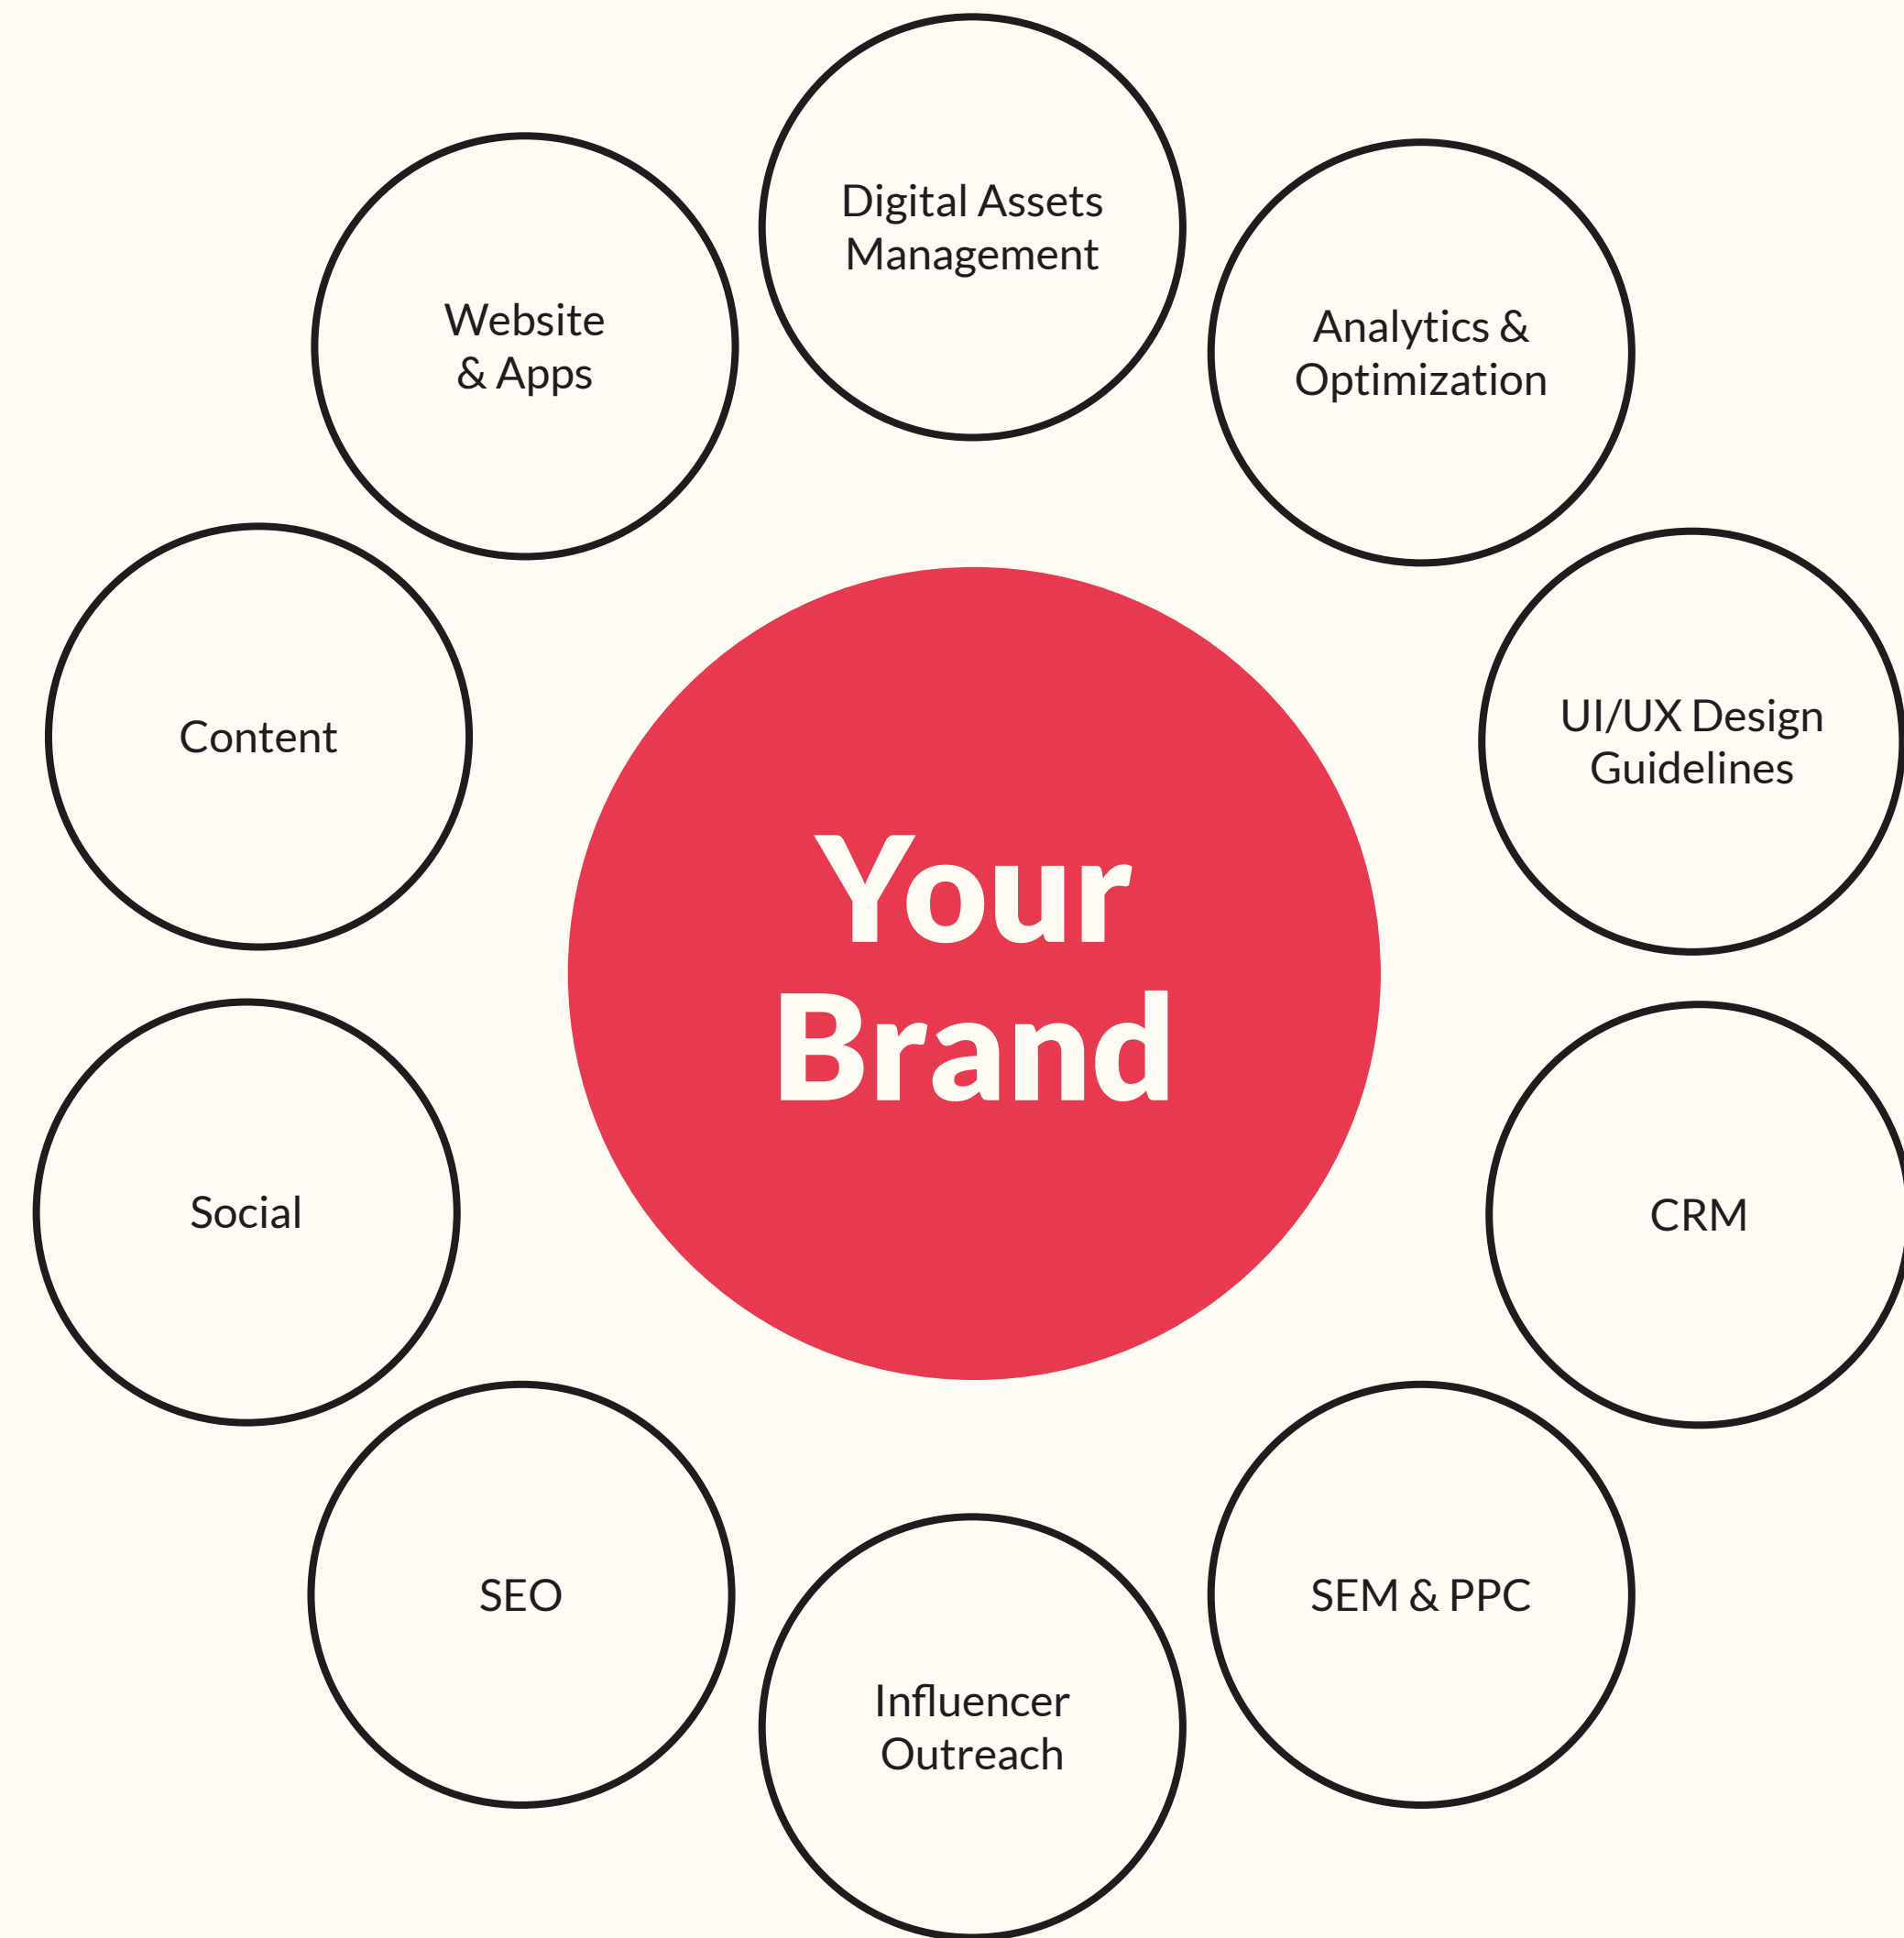 Digital Assets
Management
Website
& Apps
Analytics &
Optimization
Content
UI/UX Design
Guidelines
Your
Brand
Social
CRM
SEO
SEM & PPC
Influencer
Outreach